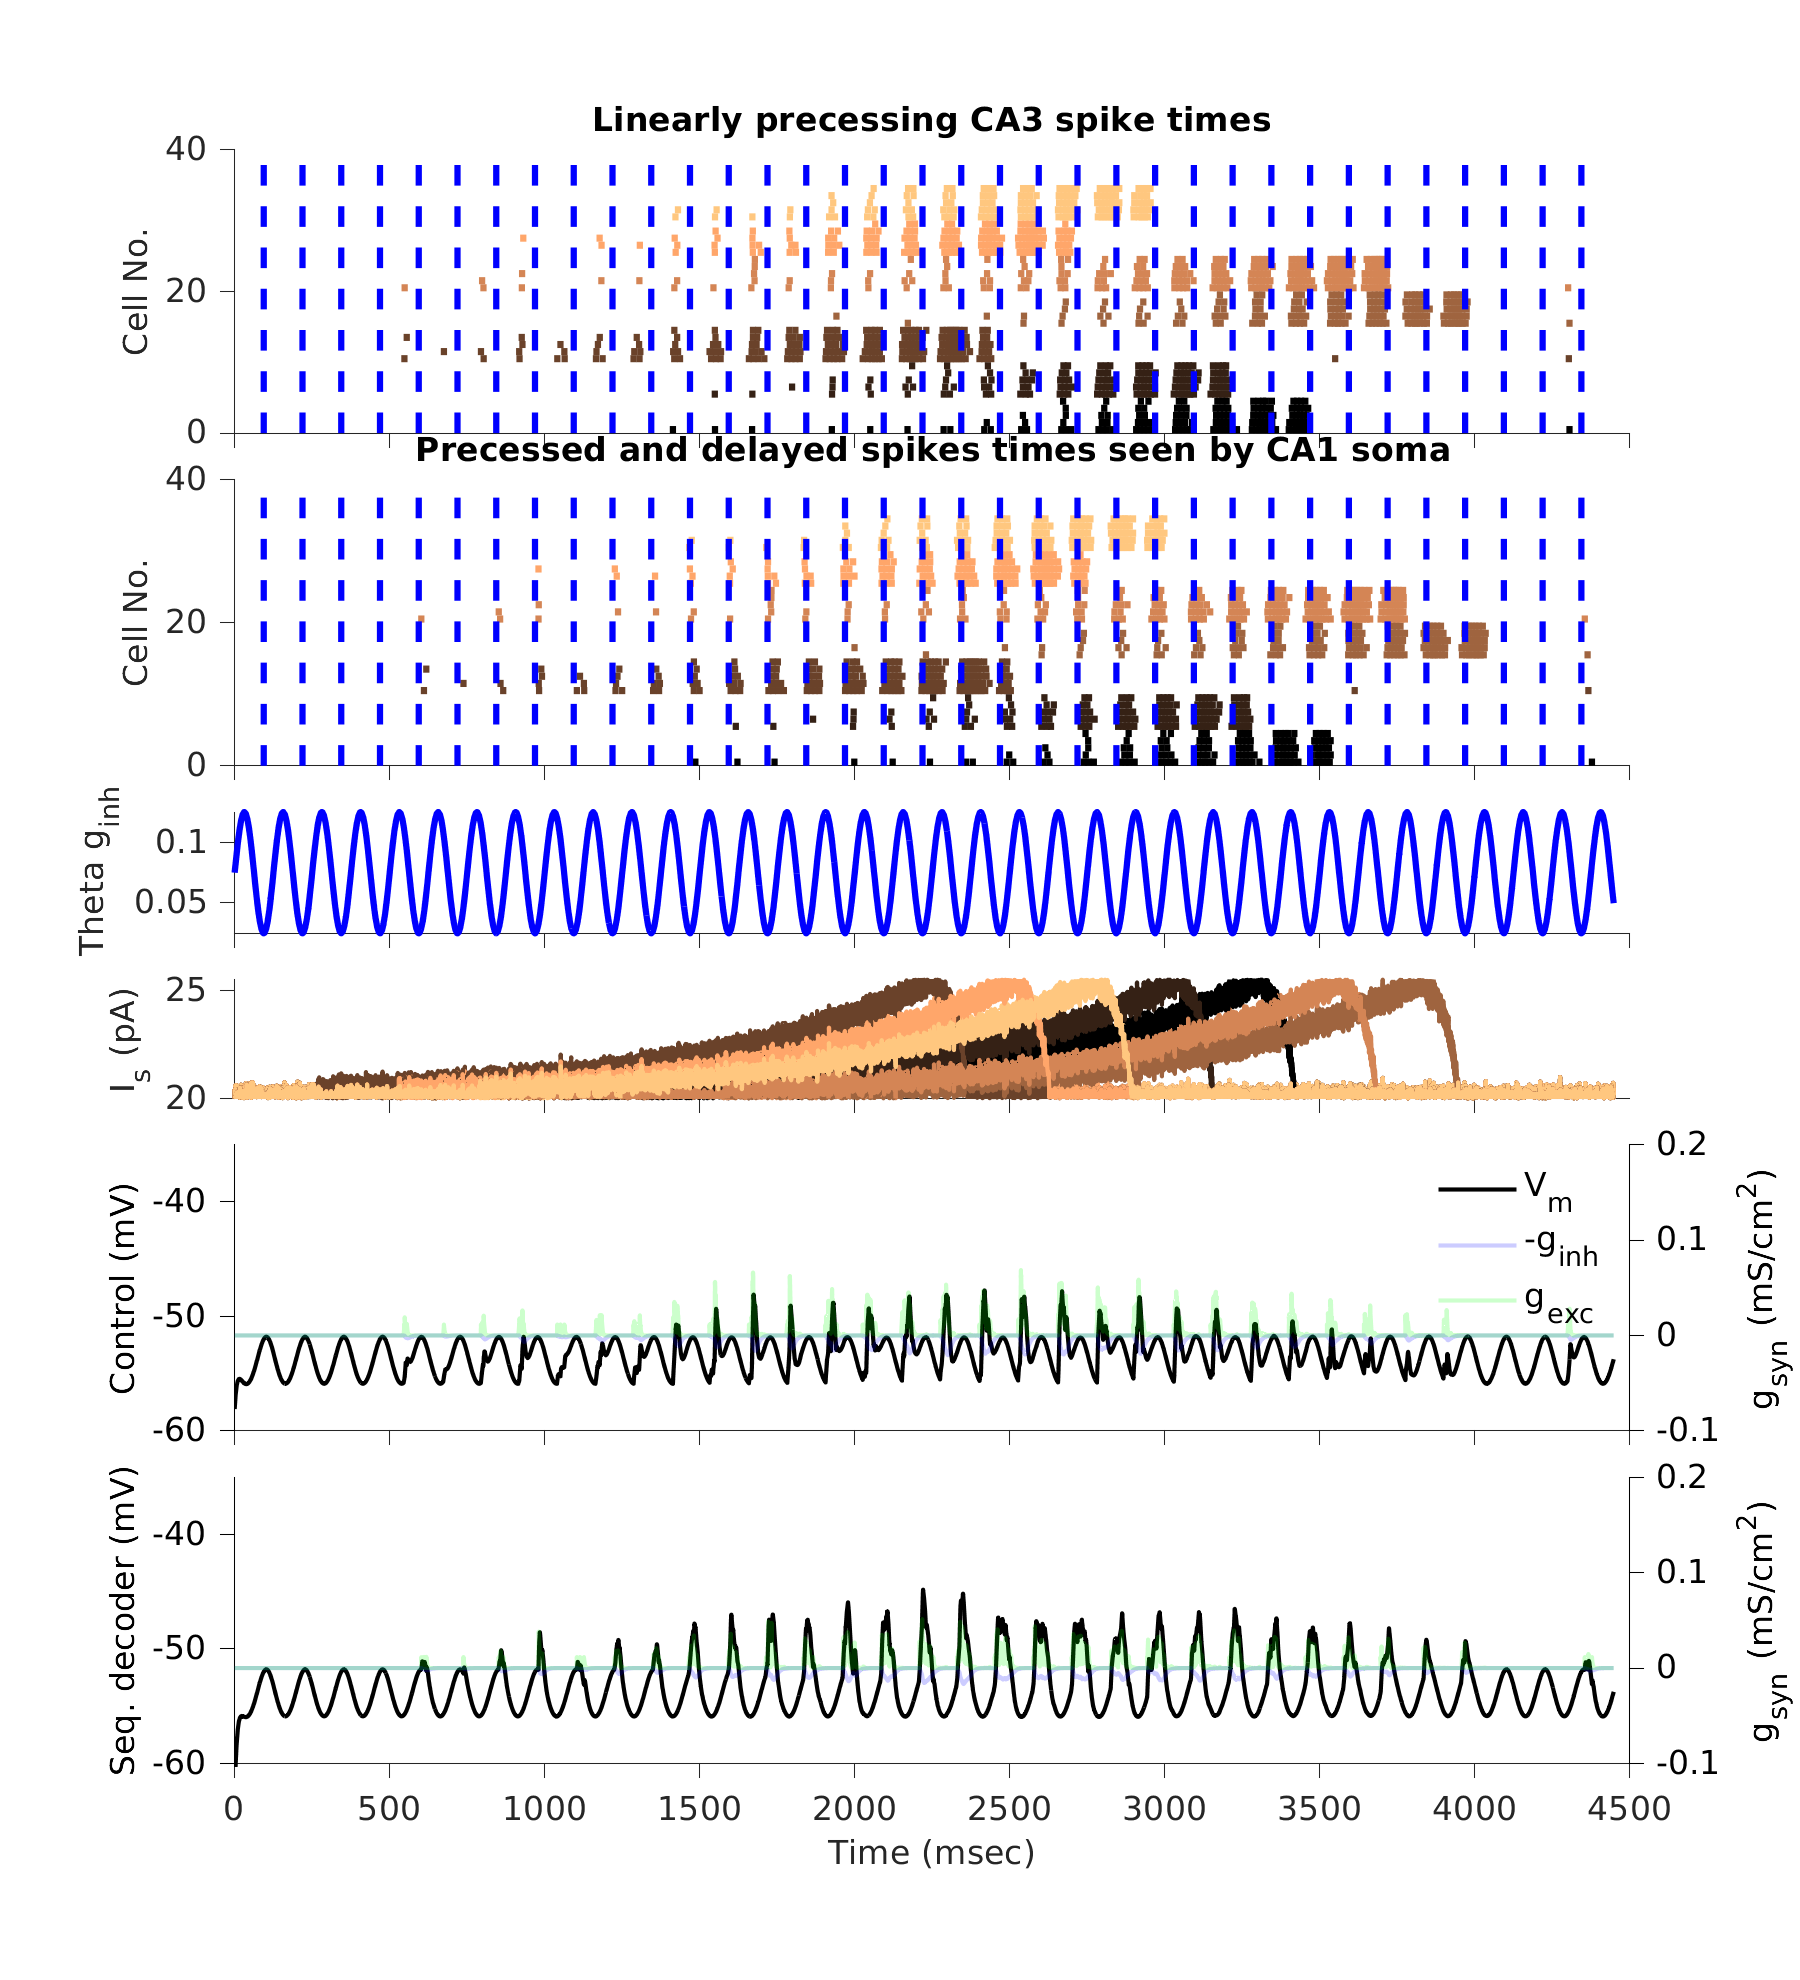 Linearly precessing CA3 spike times
40
20
0
Cell No.
Precessed and delayed spikes times seen by CA1 soma
40
20
0
Cell No.
0.1
0.05
Theta g_inh
25
20
I_s (pA)
-40
-50
-60
Control (mV)
V_m
-g_inh
g_exc
0.2
0.1
0
-0.1
g_syn (mS/cm^2)
-40
-50
-60
Seq. decoder (mV)
0.2
0.1
0
-0.1
g_syn (mS/cm^2)
0 500 1000 1500 2000 2500 3000 3500 4000 4500
Time (msec)